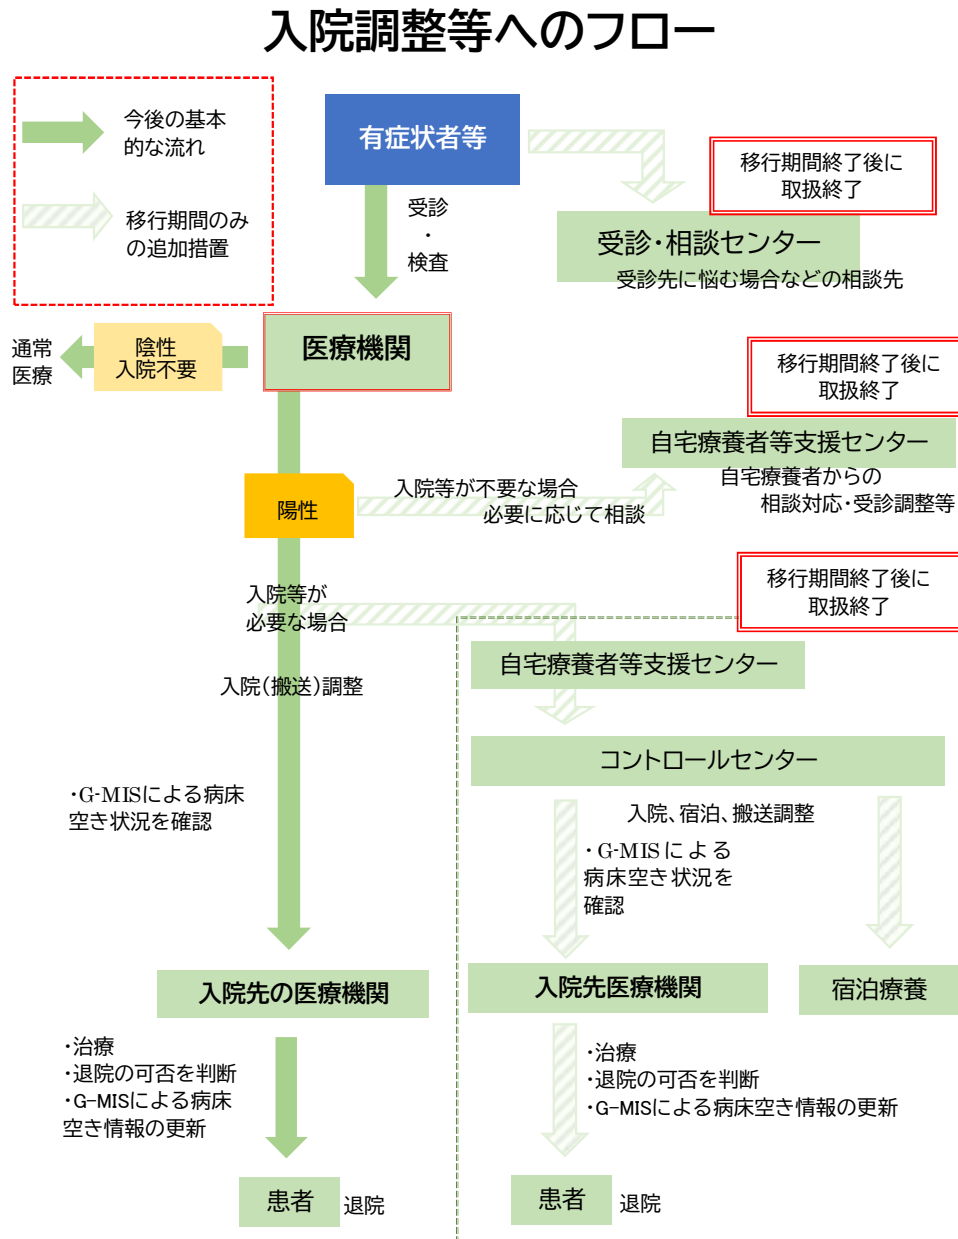 入院調整等へのフロー
今後の基本
的な流れ
移行期間のみ
の追加措置
有症状者等
受診
・
検査
移行期間終了後に
取扱終了
受診・相談センター
受診先に悩む場合などの相談先
医療機関
陰性
入院不要
通常
医療
移行期間終了後に
取扱終了
自宅療養者等支援センター
自宅療養者からの
相談対応・受診調整等
陽性
入院等が不要な場合
必要に応じて相談
移行期間終了後に
取扱終了
入院等が
必要な場合
入院(搬送)調整
自宅療養者等支援センター
コントロールセンター
・G-MISによる病床
空き状況を確認
入院、宿泊、搬送調整
・G-MISによる
病床空き状況を
確認
入院先の医療機関
入院先医療機関
宿泊療養
・治療
・退院の可否を判断
・G-MISによる病床
空き情報の更新
・治療
・退院の可否を判断
・G-MISによる病床空き情報の更新
患者
退院
患者
退院